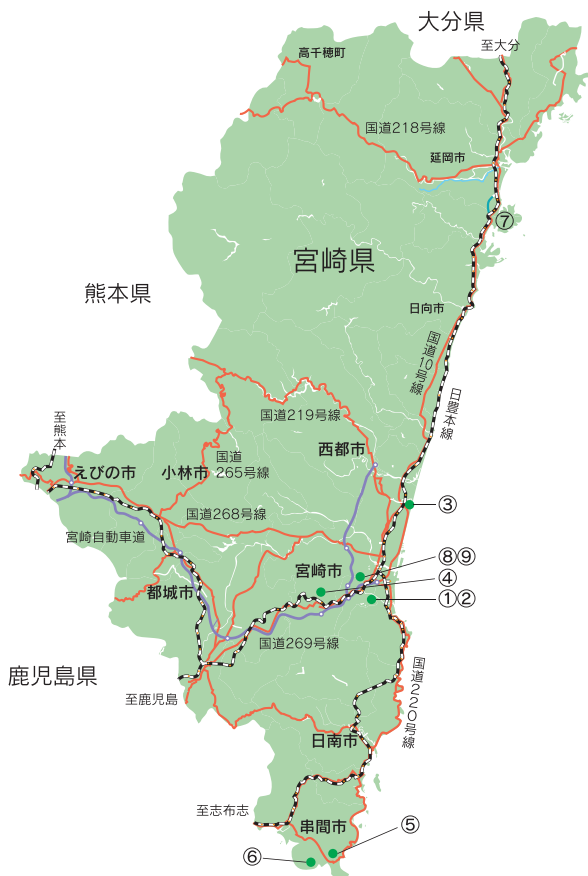 大分県
至大分
高千穂町
国道218号線
延岡市
⑦
宮崎県
熊本県
日向市
国道10号線
日豊本線
国道219号線
至熊本
西都市
えびの市
小林市
国道
265号線
③
国道268号線
宮崎自動車道
⑧⑨
宮崎市
④
都城市
①②
国道269号線
鹿児島県
国道220号線
至鹿児島
日南市
至志布志
串間市
⑤
⑥